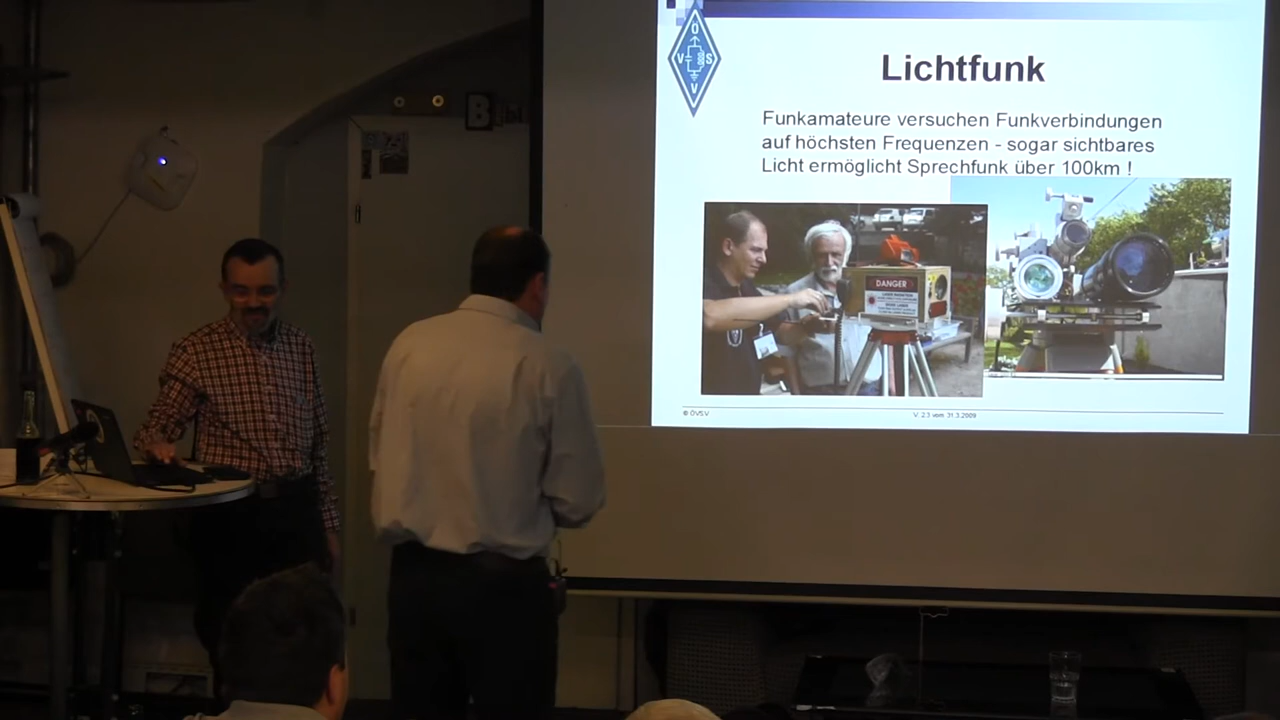 Ö
V S
V
Lichtfunk
Funkamateure versuchen Funkverbindungen
auf höchsten Frequenzen - sogar sichtbares
Licht ermöglicht Sprechfunk über 100km !
DANGER
© ÖVSV
V. 2.3 vom 31.3.2009
B